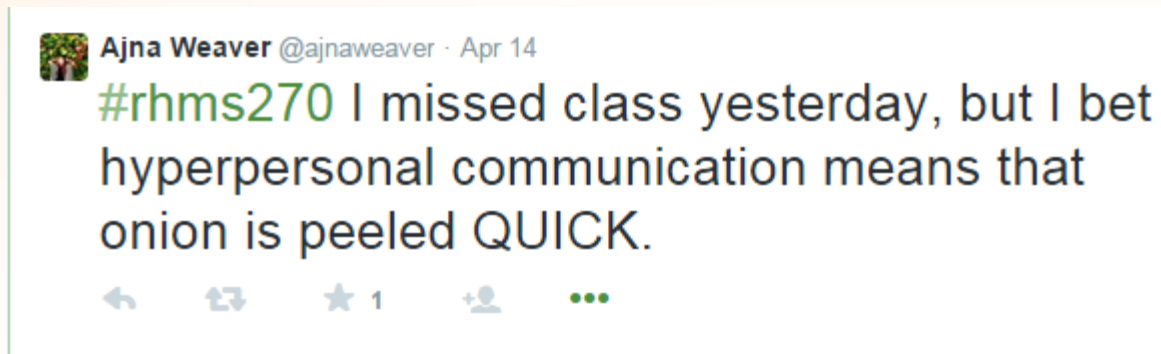 Ajna Weaver @ajnaweaver · Apr 14
#rhms270 I missed class yesterday, but I bet
hyperpersonal communication means that
onion is peeled QUICK.
1